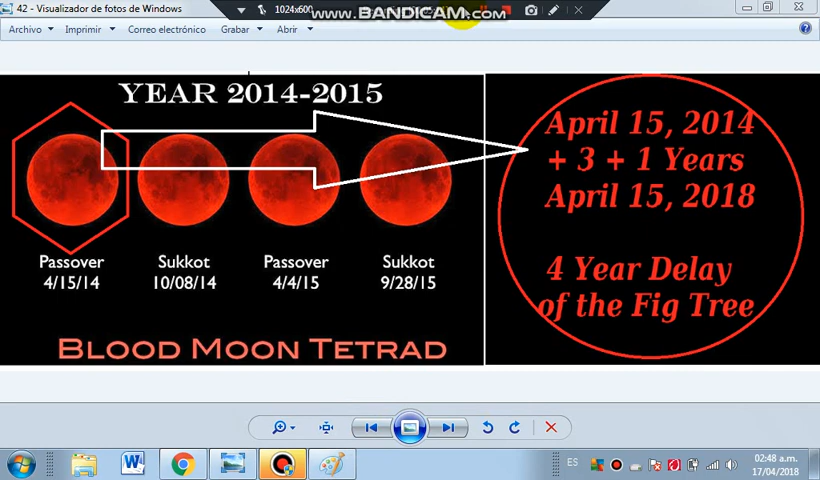 42 - Visualizador de fotos de Windows
1024x600
WWW.BANDICAM.COM
Archivo Imprimir Correo electrónico Grabar Abrir
YEAR 2014-2015
Passover
4/15/14
Sukkot
10/08/14
Passover
4/4/15
Sukkot
9/28/15
BLOOD MOON TETRAD
April 15, 2014
+ 3 + 1 Years
April 15, 2018
4 Year Delay
of the Fig Tree
ES
02:48 a.m.
17/04/2018